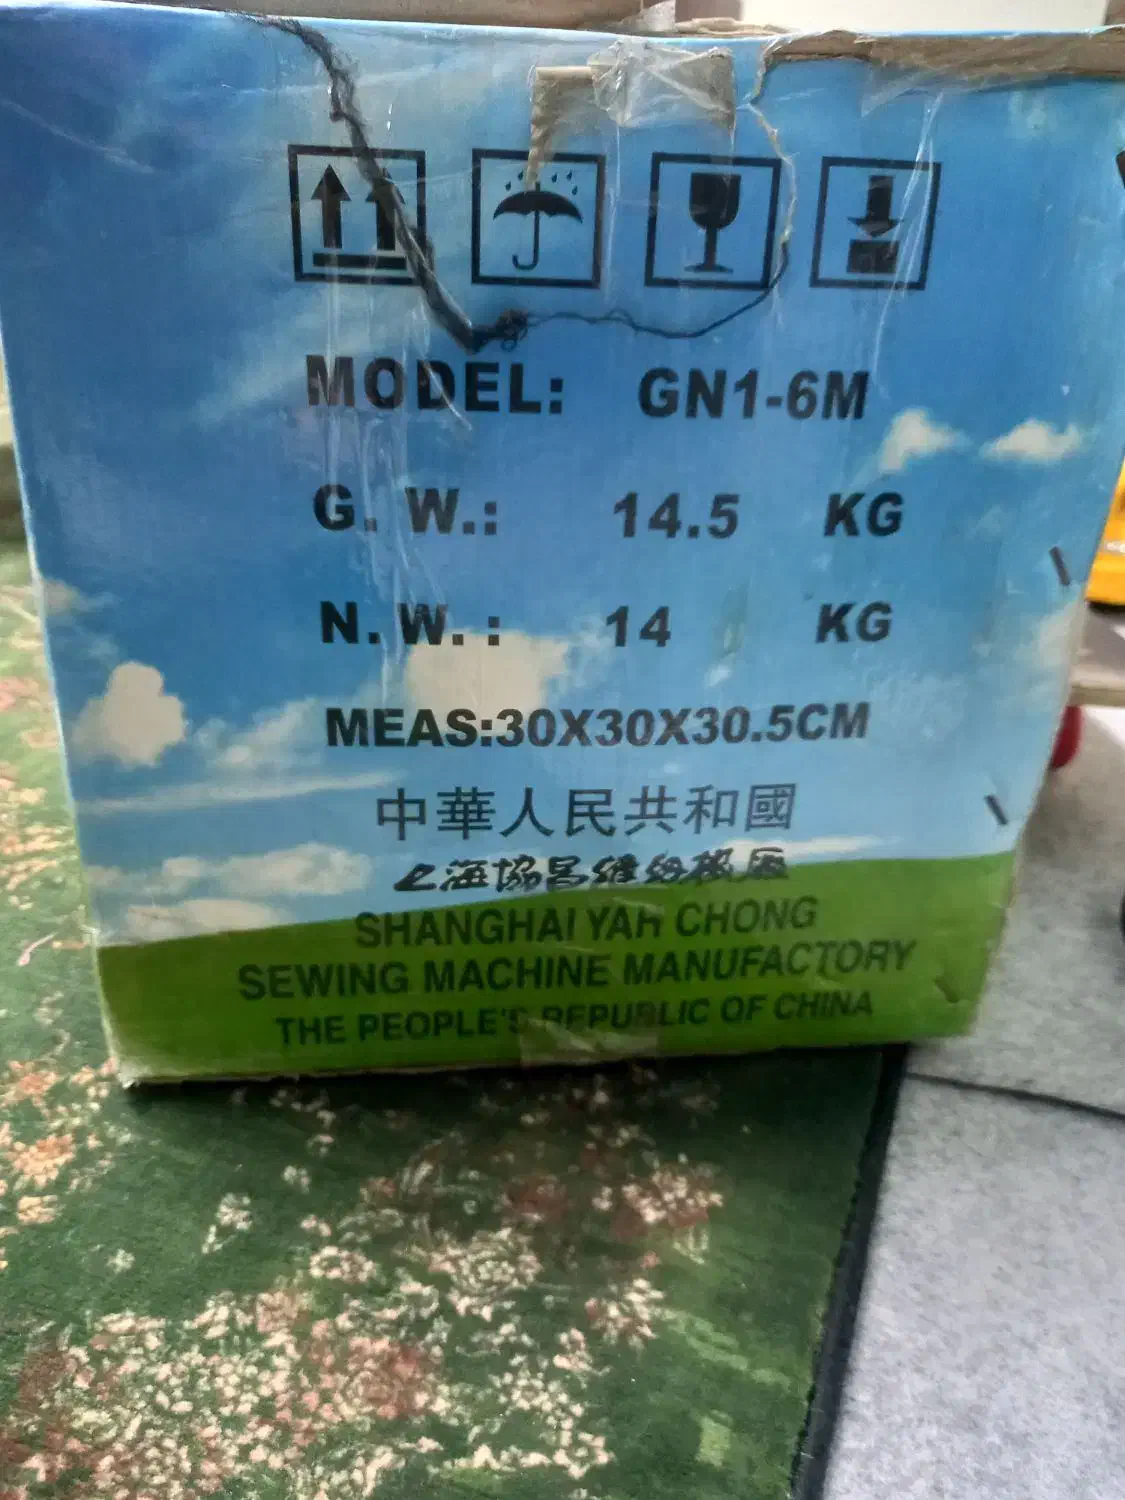 MODEL: GN1-6M
G. W.: 14.5 KG
N. W.: 14 KG
MEAS:30X30X30.5CM
中華人民共和國
上海協昌縫紉機廠
SHANGHAI YAH CHONG
SEWING MACHINE MANUFACTORY
THE PEOPLE'S REPUBLIC OF CHINA